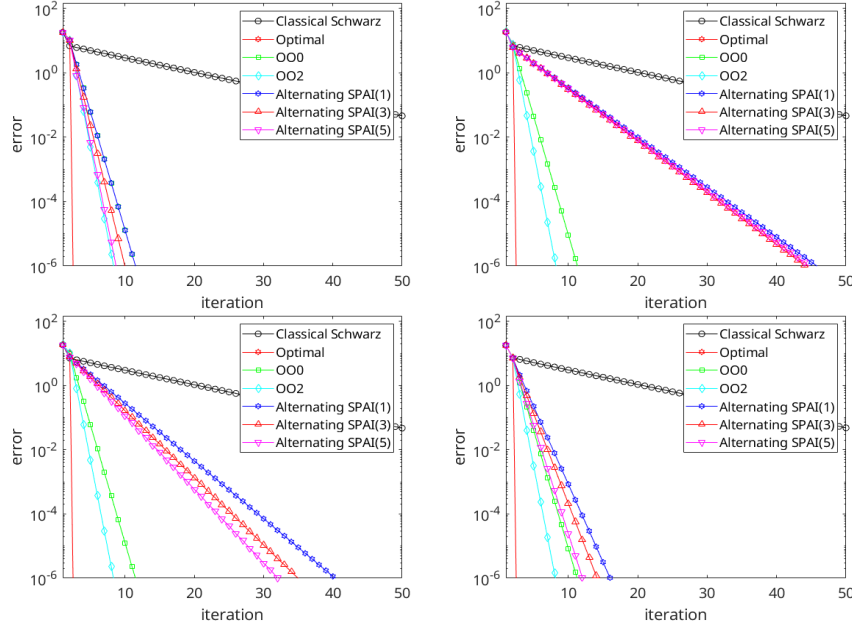 10^2
10^0
10^-2
10^-4
10^-6
error
10
20
30
40
50
iteration
Classical Schwarz
Optimal
OO0
OO2
Alternating SPAI(1)
Alternating SPAI(3)
Alternating SPAI(5)
10^2
10^0
10^-2
10^-4
10^-6
error
10
20
30
40
50
iteration
Classical Schwarz
Optimal
OO0
OO2
Alternating SPAI(1)
Alternating SPAI(3)
Alternating SPAI(5)
10^2
10^0
10^-2
10^-4
10^-6
error
10
20
30
40
50
iteration
Classical Schwarz
Optimal
OO0
OO2
Alternating SPAI(1)
Alternating SPAI(3)
Alternating SPAI(5)
10^2
10^0
10^-2
10^-4
10^-6
error
10
20
30
40
50
iteration
Classical Schwarz
Optimal
OO0
OO2
Alternating SPAI(1)
Alternating SPAI(3)
Alternating SPAI(5)